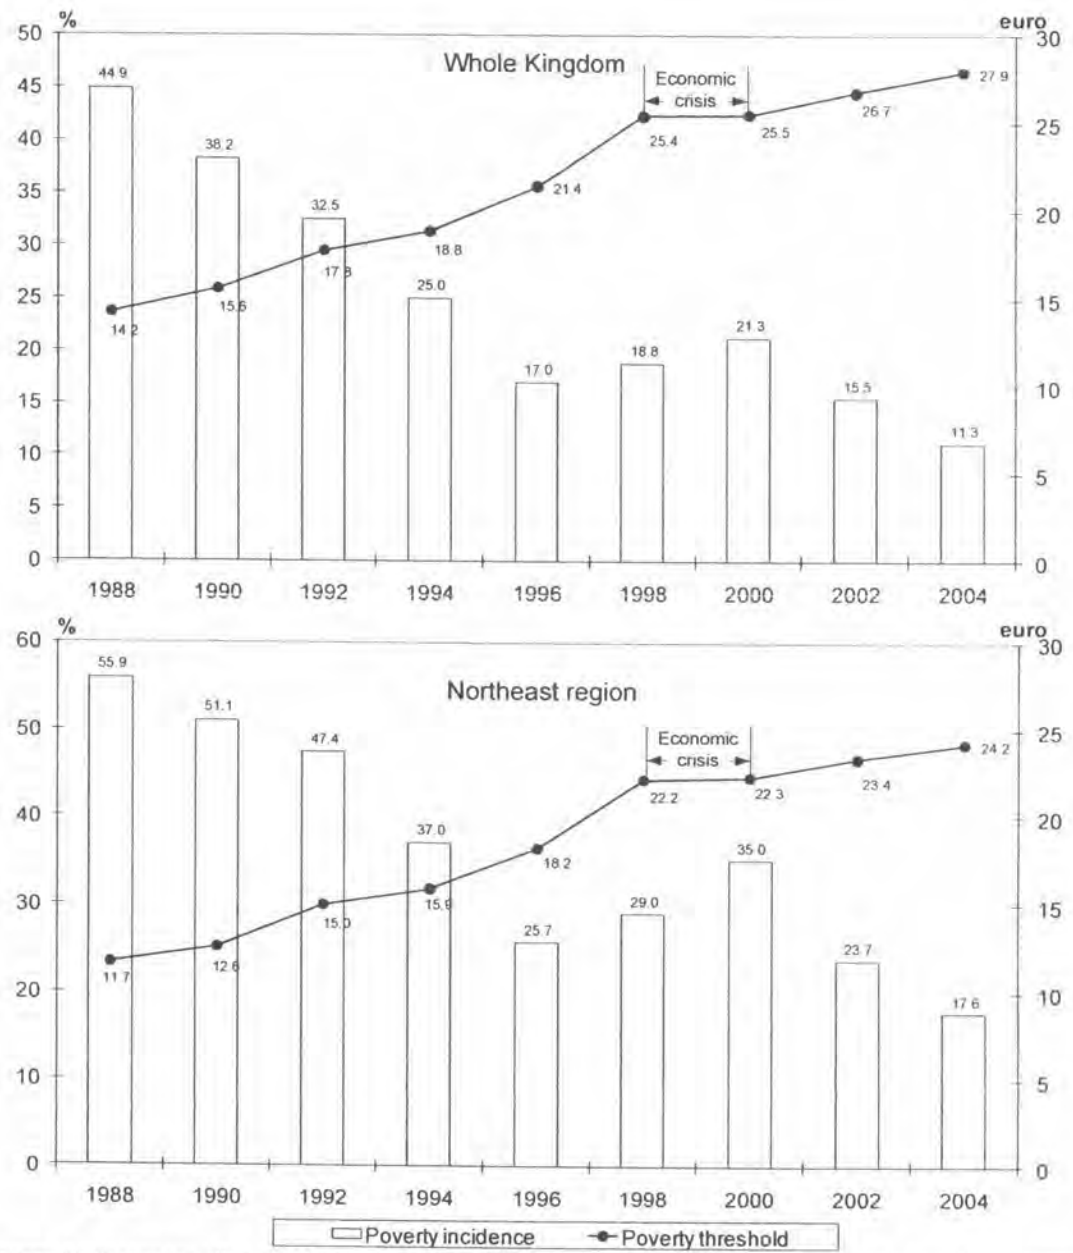 % euro
50 30
Whole Kingdom
Economic
crisis
45 44.9 27.9
26.7
25.4 25.5 25
40 38.2
35 32.5 21.4 20
30 17.8 18.8
25 14.2 15.6 25.0 15
20 17.0 18.8 21.3 10
15 15.5
10 11.3
5 5
0 0
1988 1990 1992 1994 1996 1998 2000 2002 2004
% euro
60 30
55.9
Northeast region
51.1
Economic
crisis
50 47.4 25
24.2
22.2 22.3 23.4
40 37.0 35.0 20
18.2
30 15.0 15.9 29.0 15
25.7 23.7
11.7 12.6
20 17.6 10
10 5
0 0
1988 1990 1992 1994 1996 1998 2000 2002 2004
Poverty incidence Poverty threshold